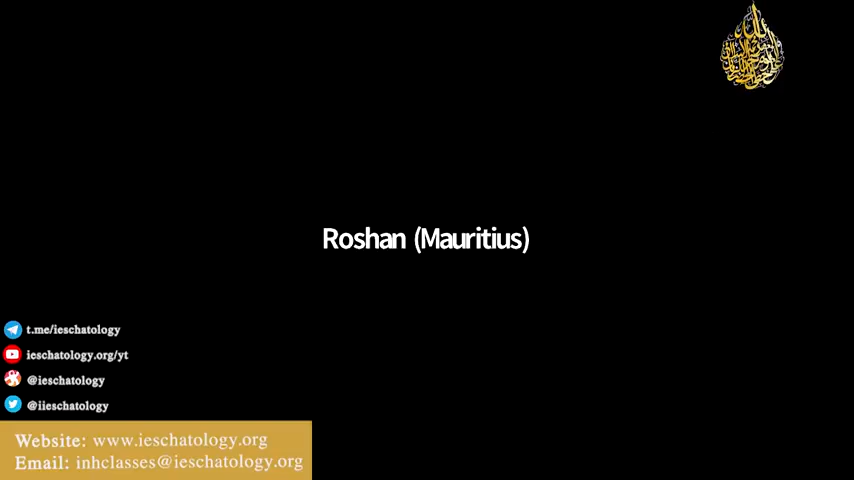 Roshan (Mauritius)
t.me/ieschatology
ieschatology.org/yt
@ieschatology
@iieschatology
Website: www.ieschatology.org
Email: inhclasses@ieschatology.org